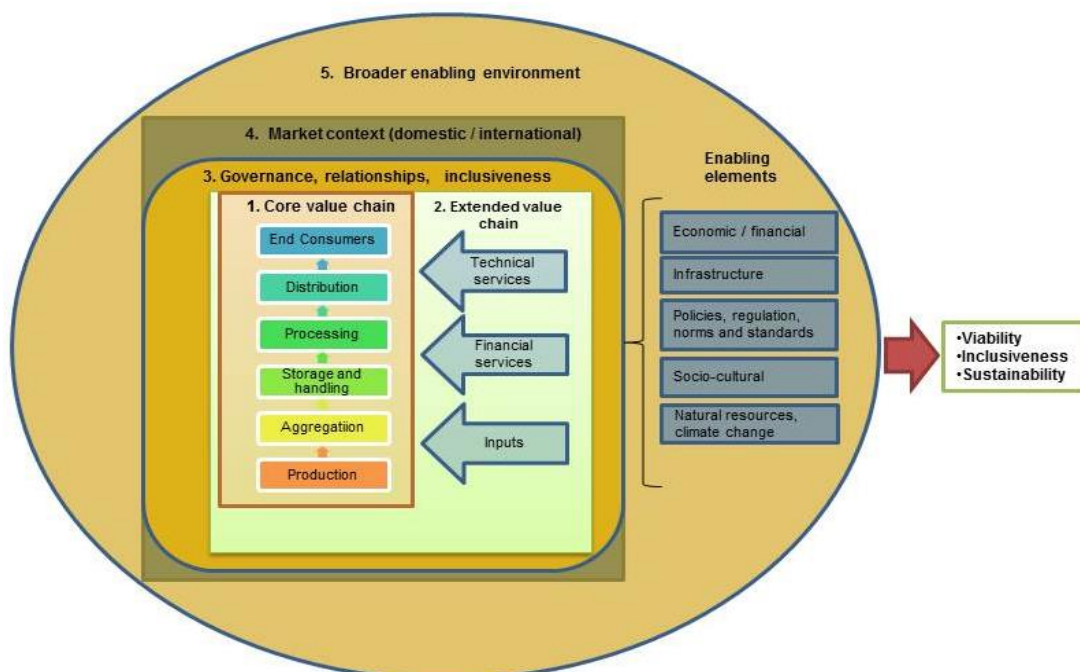 5. Broader enabling environment
4. Market context (domestic / international)
3. Governance, relationships, inclusiveness
1. Core value chain
End Consumers
Distribution
Processing
Storage and
handling
Aggregatiion
Production
2. Extended value
chain
Technical
services
Financial
services
Inputs
Enabling
elements
Economic / financial
Infrastructure
Policies, regulation,
norms and standards
Socio-cultural
Natural resources,
climate change
•Viability
•Inclusiveness
•Sustainability